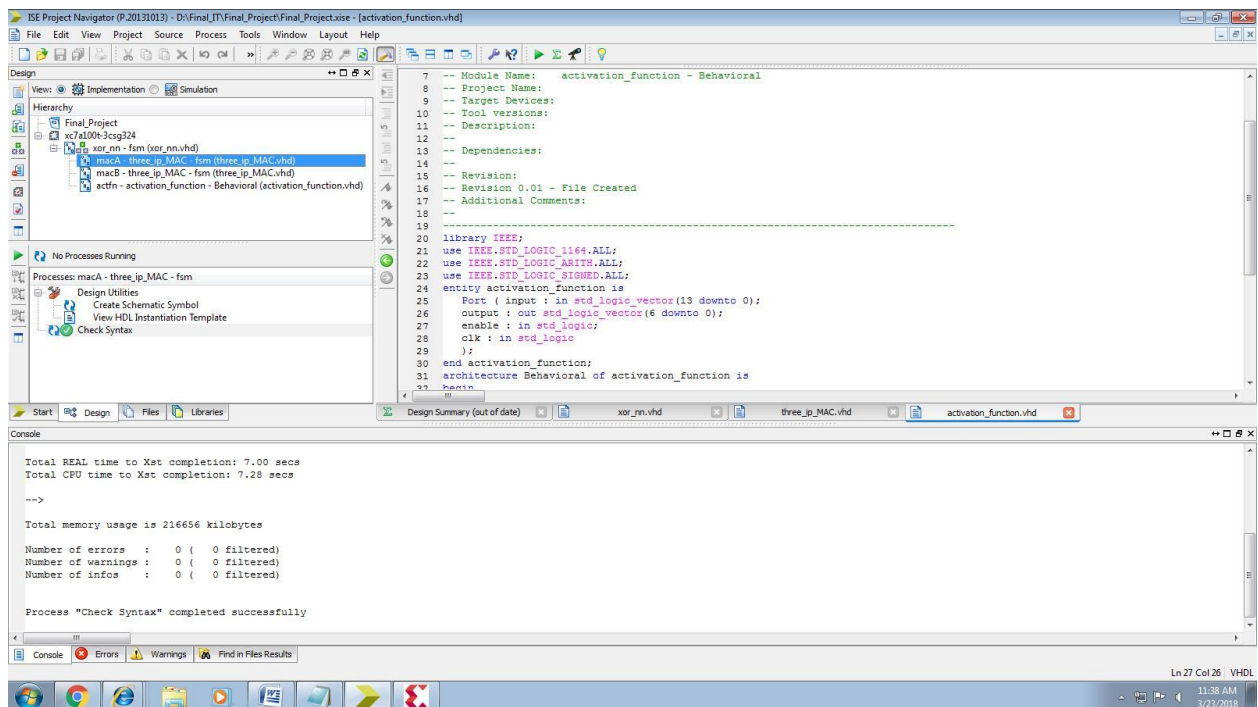 ISE Project Navigator (P.20131013) - D:\Final_IT\Final_Project\Final_Project.xise - [activation_function.vhd]
File Edit View Project Source Process Tools Window Layout Help
Design
View: Implementation Simulation
Hierarchy
Final_Project
xc7a100t-3csg324
xor_nn - fsm (xor_nn.vhd)
macA - three_ip_MAC - fsm (three_ip_MAC.vhd)
macB - three_ip_MAC - fsm (three_ip_MAC.vhd)
actfn - activation_function - Behavioral (activation_function.vhd)
No Processes Running
Processes: macA - three_ip_MAC - fsm
Design Utilities
Create Schematic Symbol
View HDL Instantiation Template
Check Syntax
Start Design Files Libraries
7 -- Module Name: activation_function - Behavioral
8 -- Project Name:
9 -- Target Devices:
10 -- Tool versions:
11 -- Description:
12 --
13 -- Dependencies:
14 --
15 -- Revision:
16 -- Revision 0.01 - File Created
17 -- Additional Comments:
18 --
19 --------------------------------------------------------------------------------
20 library IEEE;
21 use IEEE.STD_LOGIC_1164.ALL;
22 use IEEE.STD_LOGIC_ARITH.ALL;
23 use IEEE.STD_LOGIC_SIGNED.ALL;
24 entity activation_function is
25 Port ( input : in std_logic_vector(13 downto 0);
26 output : out std_logic_vector(6 downto 0);
27 enable : in std_logic;
28 clk : in std_logic
29 );
30 end activation_function;
31 architecture Behavioral of activation_function is
32 begin
Design Summary (out of date) xor_nn.vhd three_ip_MAC.vhd activation_function.vhd
Console
Total REAL time to Xst completion: 7.00 secs
Total CPU time to Xst completion: 7.28 secs
-->
Total memory usage is 216656 kilobytes
Number of errors : 0 ( 0 filtered)
Number of warnings : 0 ( 0 filtered)
Number of infos : 0 ( 0 filtered)
Process "Check Syntax" completed successfully
Console Errors Warnings Find in Files Results
Ln 27 Col 26 VHDL
11:38 AM
3/23/2018